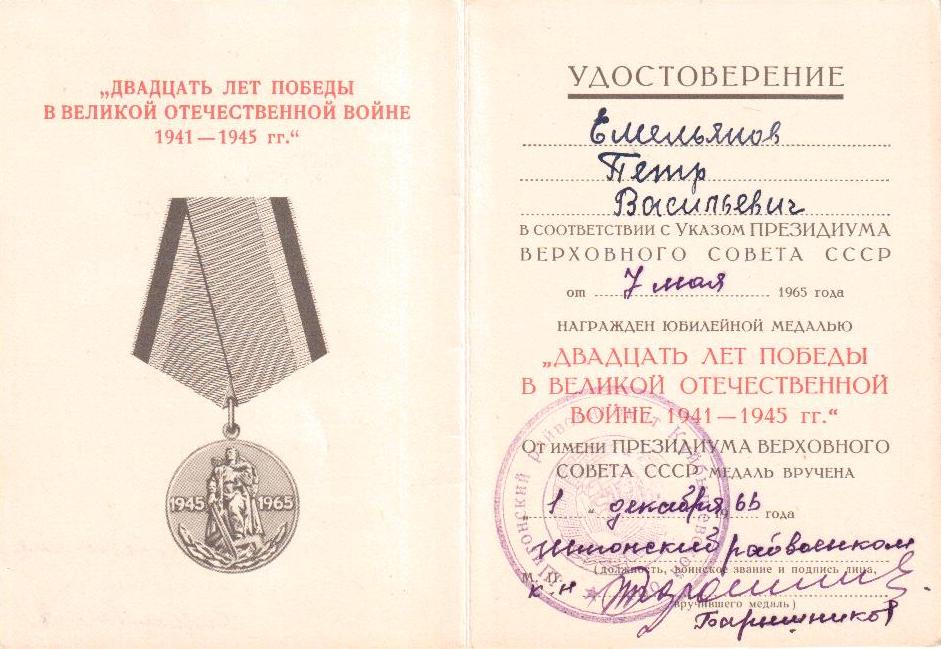 „ДВАДЦАТЬ ЛЕТ ПОБЕДЫ
В ВЕЛИКОЙ ОТЕЧЕСТВЕННОЙ ВОЙНЕ
1941—1945 гг.“
1945 1965
УДОСТОВЕРЕНИЕ
Емельянов
Петр
Васильевич
В СООТВЕТСТВИИ С УКАЗОМ ПРЕЗИДИУМА
ВЕРХОВНОГО СОВЕТА СССР
от 7 мая 1965 года
НАГРАЖДЕН ЮБИЛЕЙНОЙ МЕДАЛЬЮ
„ДВАДЦАТЬ ЛЕТ ПОБЕДЫ
В ВЕЛИКОЙ ОТЕЧЕСТВЕННОЙ
ВОЙНЕ 1941—1945 гг.“
ОТ ИМЕНИ ПРЕЗИДИУМА ВЕРХОВНОГО
СОВЕТА СССР МЕДАЛЬ ВРУЧЕНА
„1“ декабря 1966 года
Шигонский райвоенком
(должность, воинское звание и подпись лица,
М. П.
вручившего медаль)
Барышников